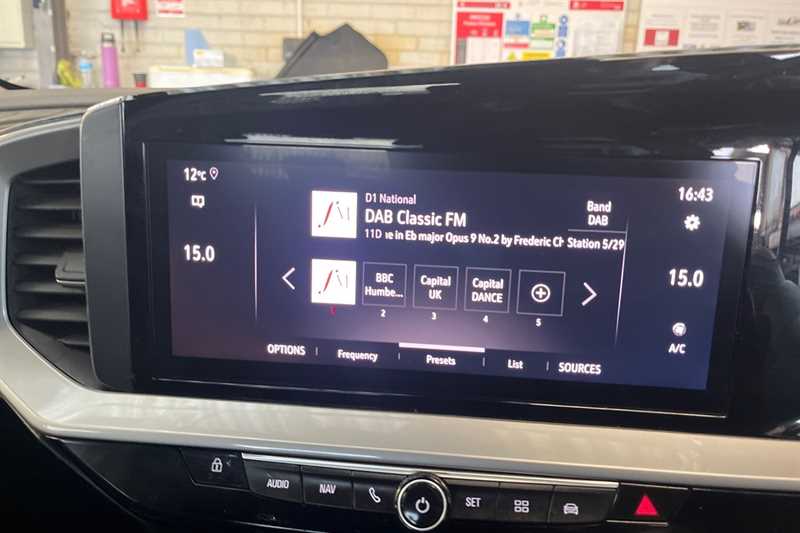 12°C
D1 National
16:43
DAB Classic FM
Band
DAB
11D
e in Eb major Opus 9 No.2 by Frederic Ch
Station 5/29
15.0
15.0
BBC
Humbe...
Capital
UK
Capital
DANCE
1
2
3
4
5
A/C
OPTIONS
Frequency
Presets
List
SOURCES
AUDIO
NAV
SET